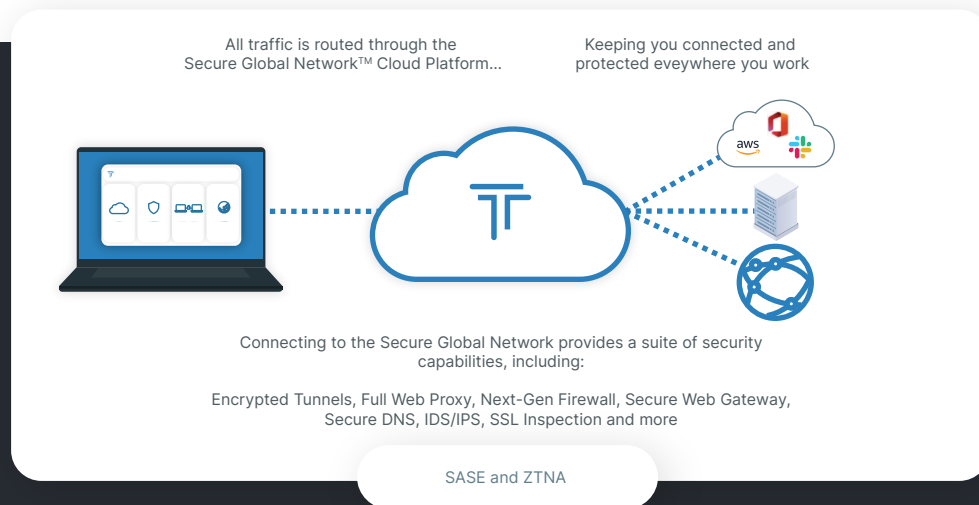 All traffic is routed through the
Secure Global Network™ Cloud Platform...
Keeping you connected and
protected eveywhere you work
aws
Connecting to the Secure Global Network provides a suite of security
capabilities, including:
Encrypted Tunnels, Full Web Proxy, Next-Gen Firewall, Secure Web Gateway,
Secure DNS, IDS/IPS, SSL Inspection and more
SASE and ZTNA